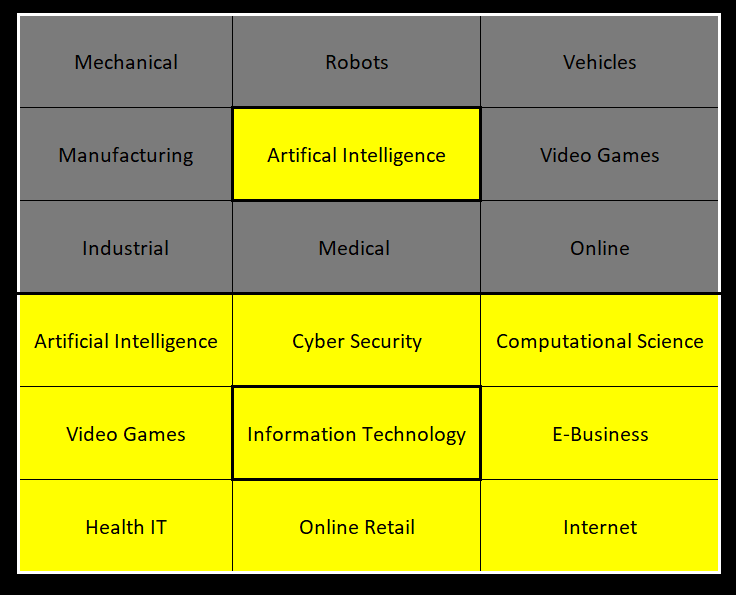 Mechanical Robots Vehicles
Manufacturing Artifical Intelligence Video Games
Industrial Medical Online
Artificial Intelligence Cyber Security Computational Science
Video Games Information Technology E-Business
Health IT Online Retail Internet